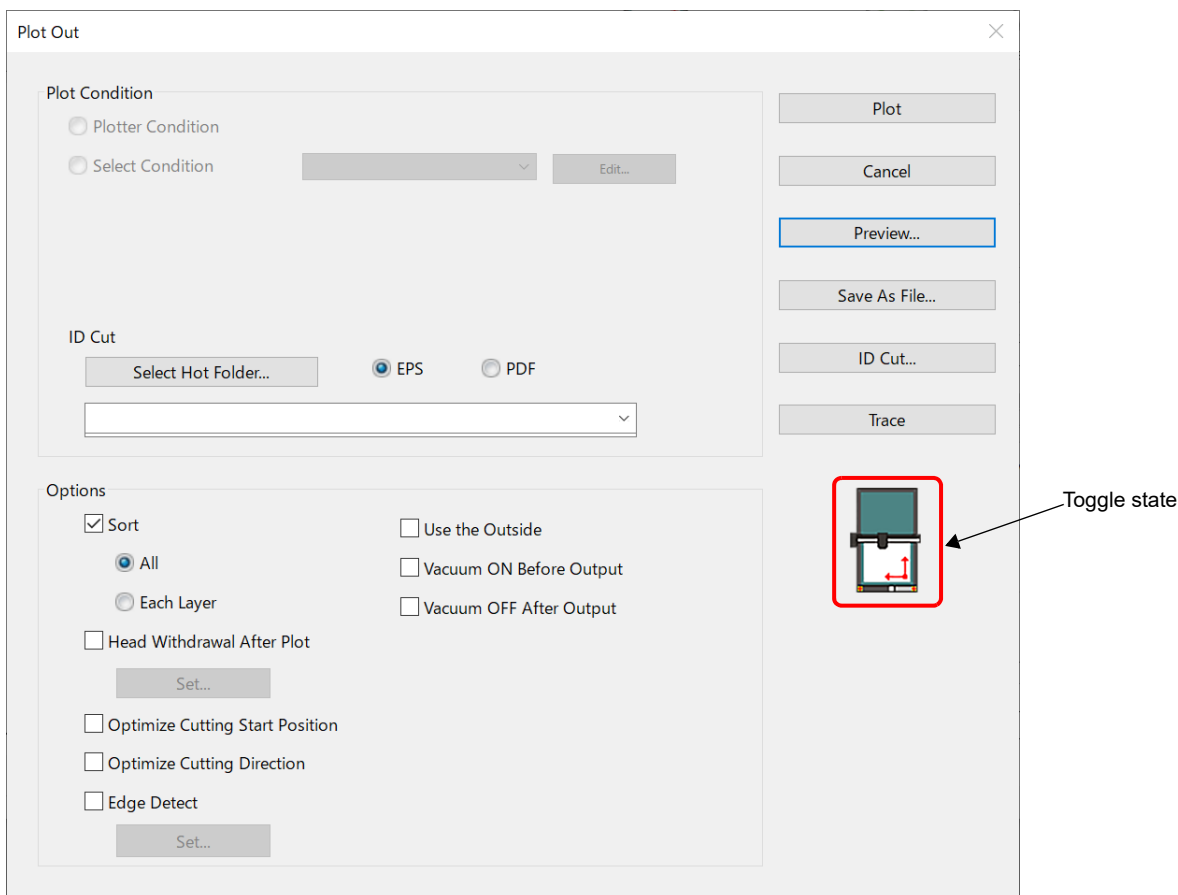 Plot Out
Plot Condition
Plotter Condition
Select Condition
Edit...
ID Cut
Select Hot Folder...
EPS
PDF
Plot
Cancel
Preview...
Save As File...
ID Cut...
Trace
Toggle state
Options
Sort
All
Each Layer
Head Withdrawal After Plot
Set...
Optimize Cutting Start Position
Optimize Cutting Direction
Edge Detect
Set...
Use the Outside
Vacuum ON Before Output
Vacuum OFF After Output